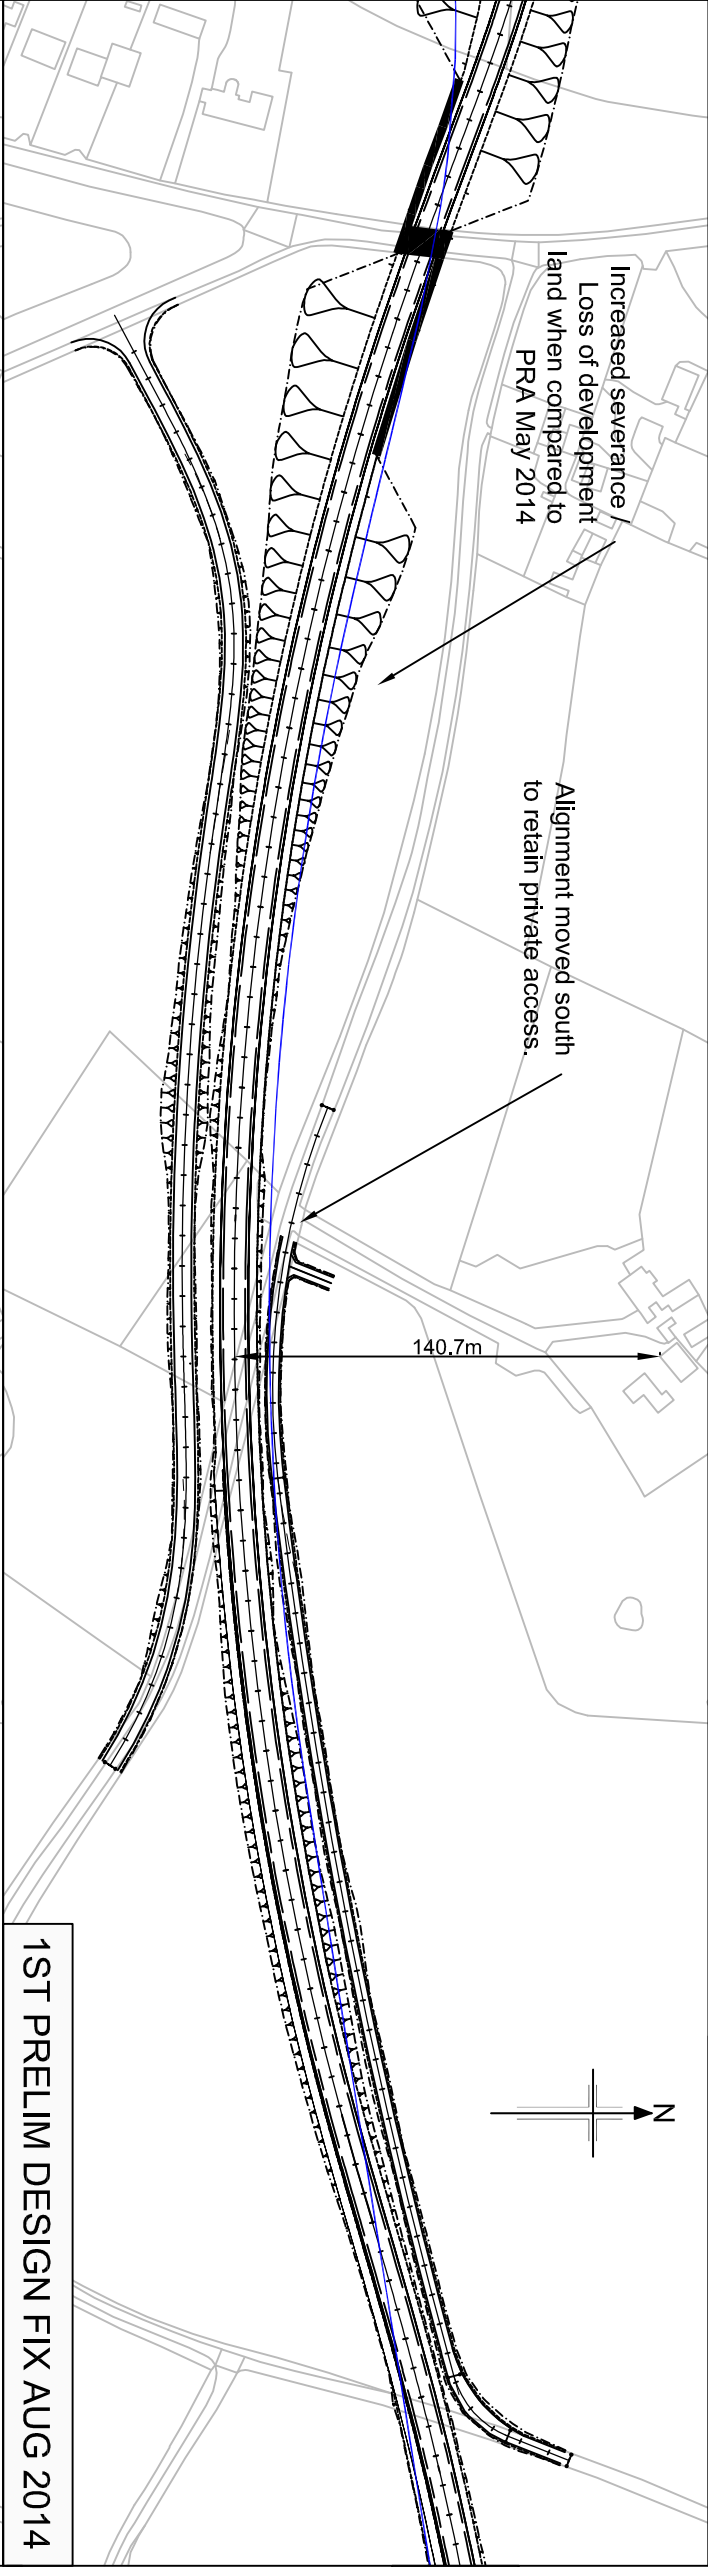 Increased severance /
Loss of development
land when compared to
PRA May 2014
Alignment moved south
to retain private access.
140.7m
N
1ST PRELIM DESIGN FIX AUG 2014